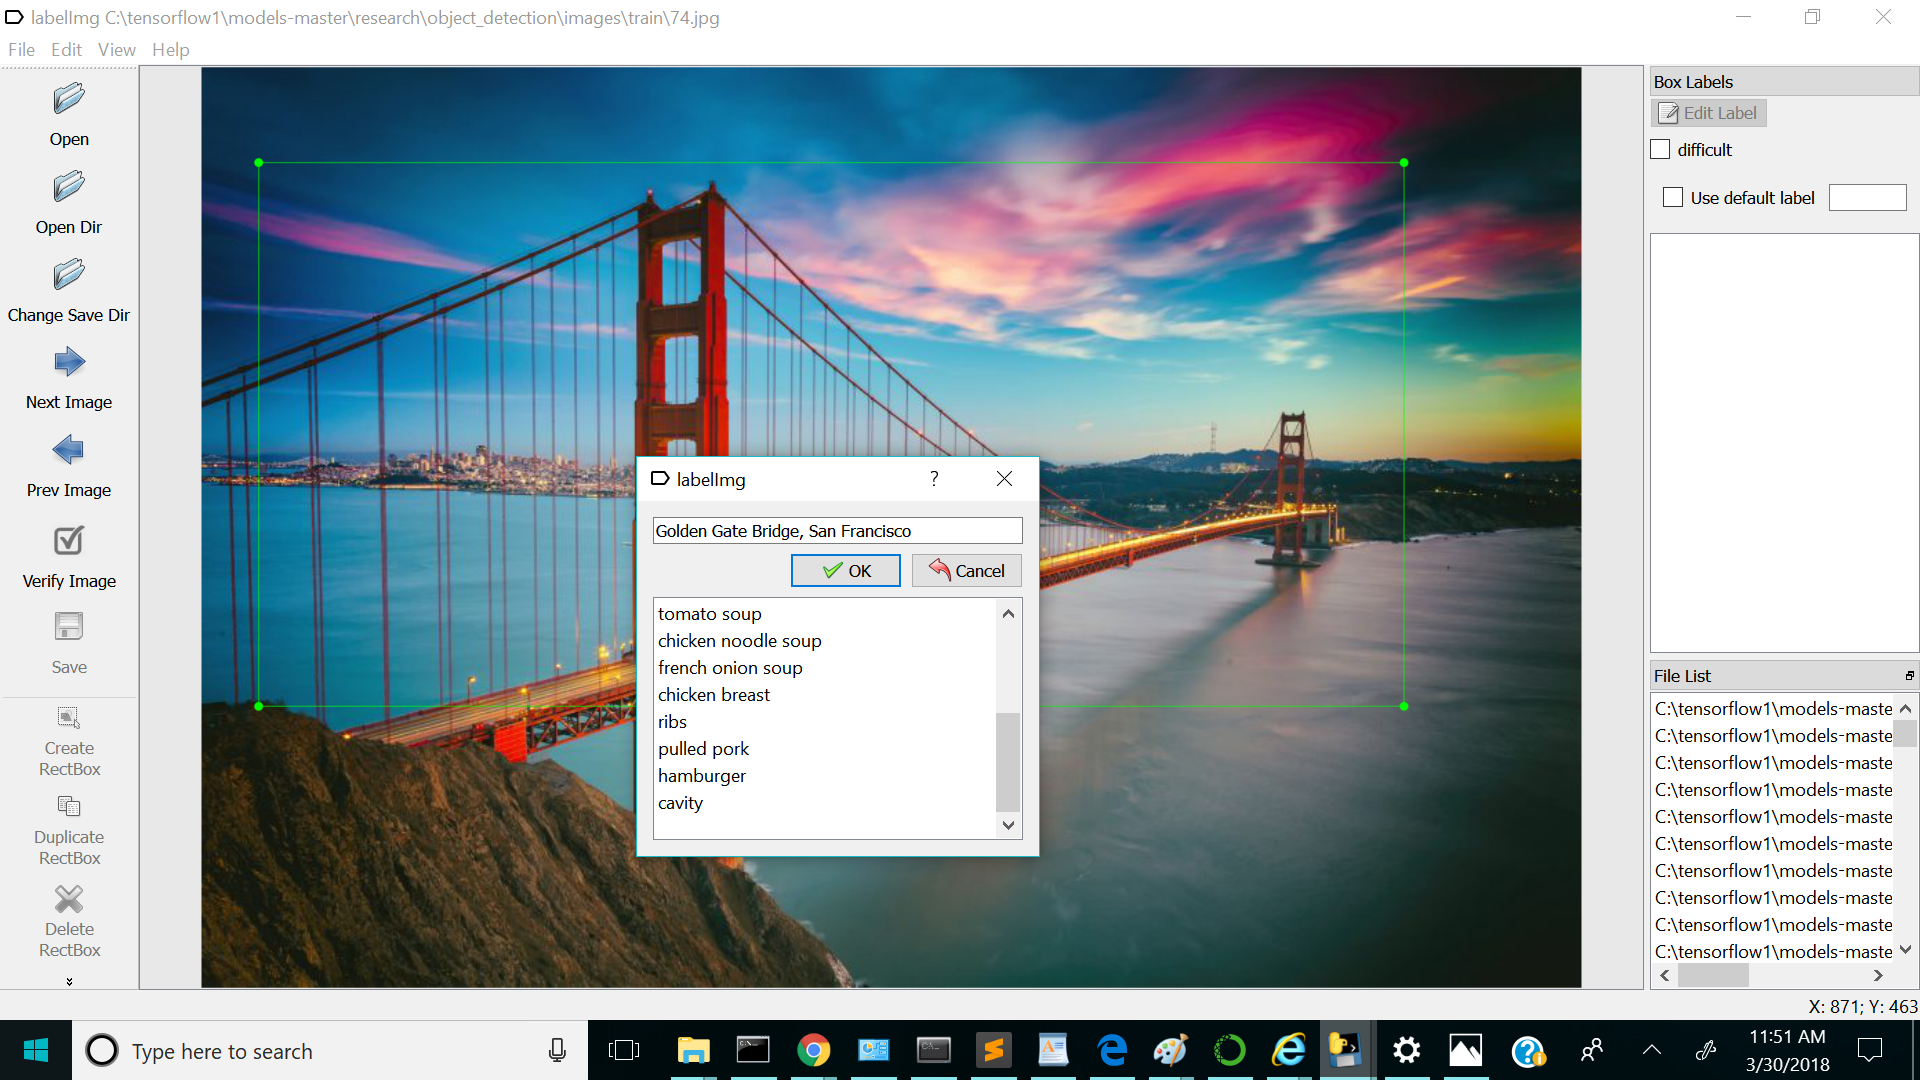 labelImg C:\tensorflow1\models-master\research\object_detection\images\train\74.jpg
File Edit View Help
Open
Open Dir
Change Save Dir
Next Image
Prev Image
Verify Image
Save
Create
RectBox
Duplicate
RectBox
Delete
RectBox
labelImg ?
Golden Gate Bridge, San Francisco
OK Cancel
tomato soup
chicken noodle soup
french onion soup
chicken breast
ribs
pulled pork
hamburger
cavity
Box Labels
Edit Label
difficult
Use default label
File List
C:\tensorflow1\models-maste
C:\tensorflow1\models-maste
C:\tensorflow1\models-maste
C:\tensorflow1\models-maste
C:\tensorflow1\models-maste
C:\tensorflow1\models-maste
C:\tensorflow1\models-maste
C:\tensorflow1\models-maste
C:\tensorflow1\models-maste
C:\tensorflow1\models-maste
X: 871; Y: 463
Type here to search
11:51 AM
3/30/2018